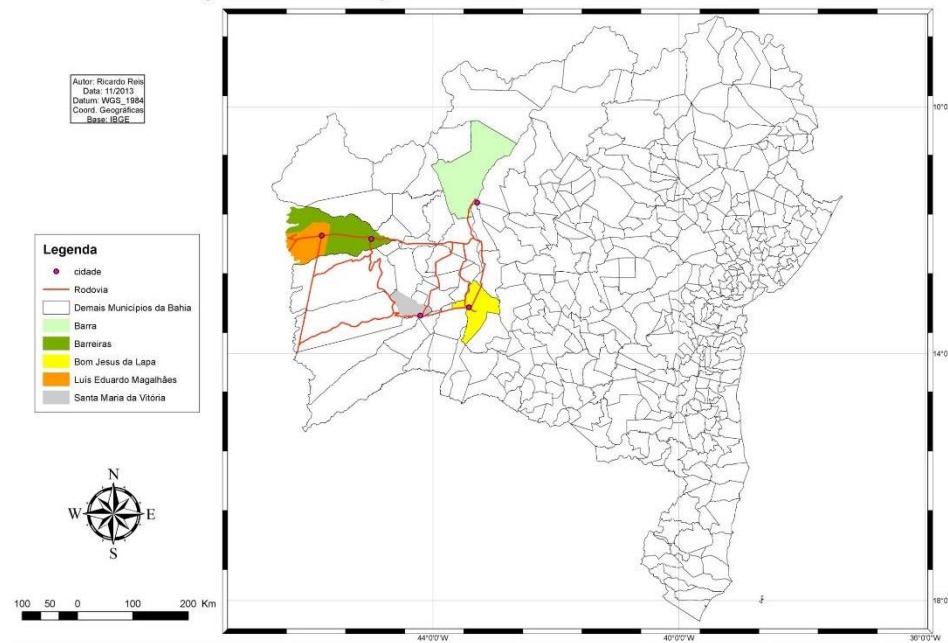 Autor: Ricardo Reis
Data: 11/2013
Datum: WGS_1984
Coord. Geográficas
Base: IBGE
10°0
Legenda
cidade
Rodovia
Demais Municípios da Bahia
Barra
Barreiras
Bom Jesus da Lapa
Luís Eduardo Magalhães
Santa Maria da Vitória
14°0
N
W E
S
100 50 0 100 200 Km
18°0
44°0'0"W 40°0'0"W 36°0'0"W